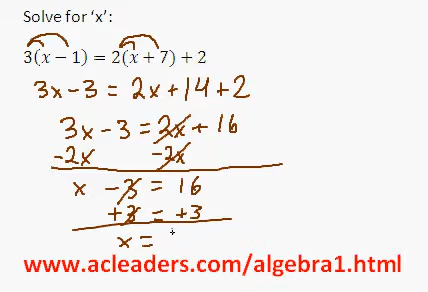 Solve for ‘x’:
3(x − 1) = 2(x + 7) + 2
3x - 3 = 2x + 14 + 2
3x - 3 = 2x + 16
-2x -2x
x - 3 = 16
+3 = +3
x =
www.acleaders.com/algebra1.html